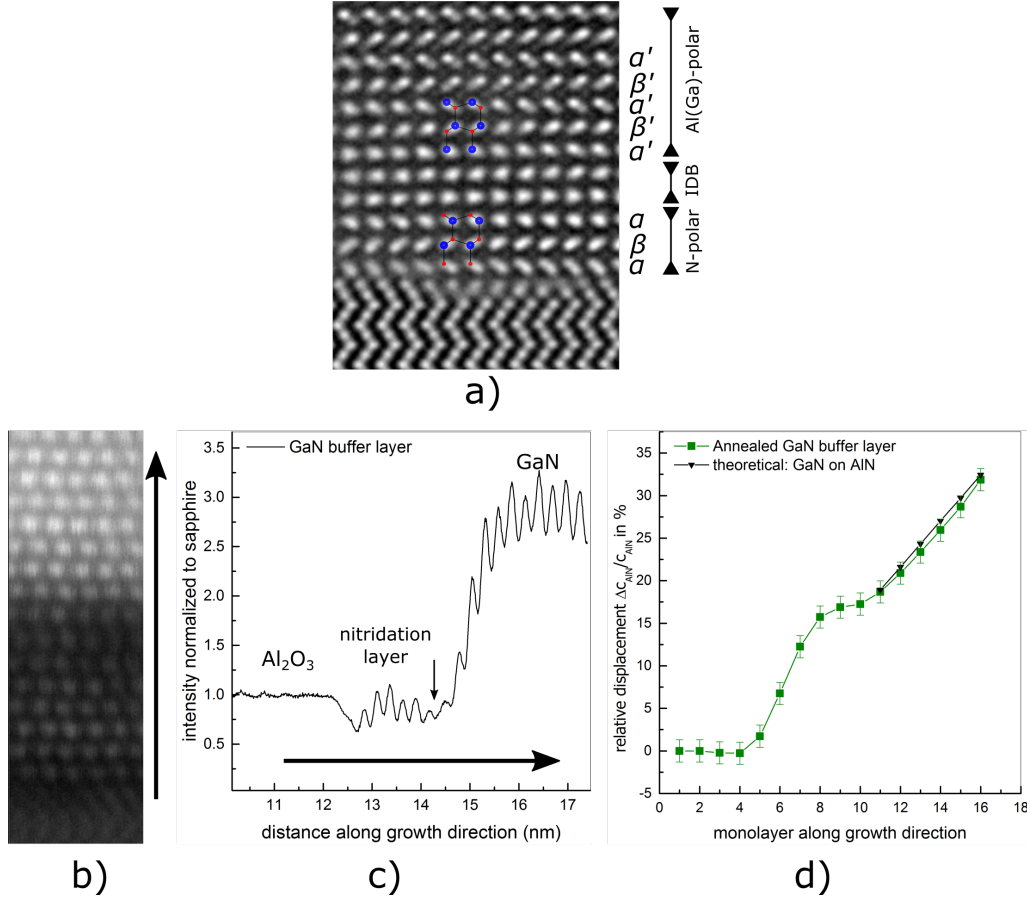 α'
β'
α'
β'
α'
α
β
α
Al(Ga)-polar
IDB
N-polar
a)
3.5
3.0
2.5
2.0
1.5
1.0
0.5
intensity normalized to sapphire
GaN buffer layer
GaN
nitridation
layer
Al₂O₃
11 12 13 14 15 16 17
distance along growth direction (nm)
35
30
25
20
15
10
5
0
-5
relative displacement Δc_AlN/c_AlN in %
Annealed GaN buffer layer
theoretical: GaN on AlN
0 2 4 6 8 10 12 14 16 18
monolayer along growth direction
b)
c)
d)